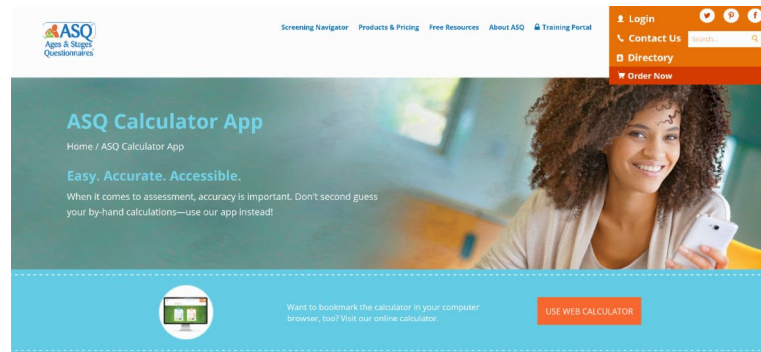 ASQ
Ages & Stages
Questionnaires
Screening Navigator
Products & Pricing
Free Resources
About ASQ
Training Portal
Login
Contact Us
Search...
Directory
Order Now
ASQ Calculator App
Home / ASQ Calculator App
Easy. Accurate. Accessible.
When it comes to assessment, accuracy is important. Don't second guess
your by-hand calculations—use our app instead!
Want to bookmark the calculator in your computer
browser, too? Visit our online calculator.
USE WEB CALCULATOR